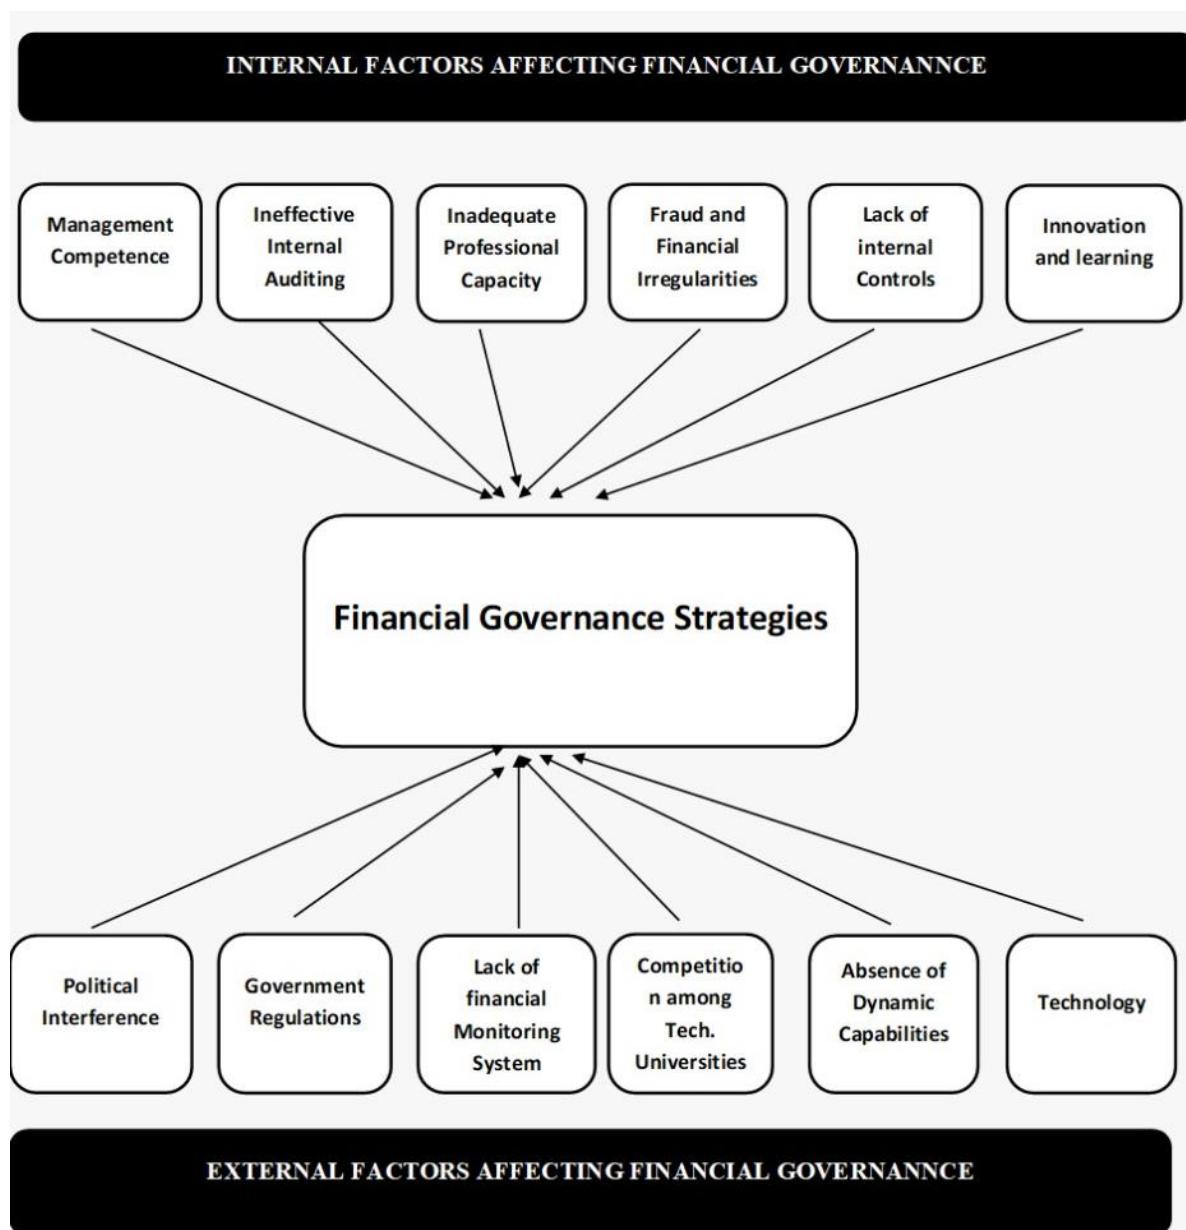 INTERNAL FACTORS AFFECTING FINANCIAL GOVERNANNCE
Management
Competence
Ineffective
Internal
Auditing
Inadequate
Professional
Capacity
Fraud and
Financial
Irregularities
Lack of
internal
Controls
Innovation
and learning
Financial Governance Strategies
Political
Interference
Government
Regulations
Lack of
financial
Monitoring
System
Competitio
n among
Tech.
Universities
Absence of
Dynamic
Capabilities
Technology
EXTERNAL FACTORS AFFECTING FINANCIAL GOVERNANNCE